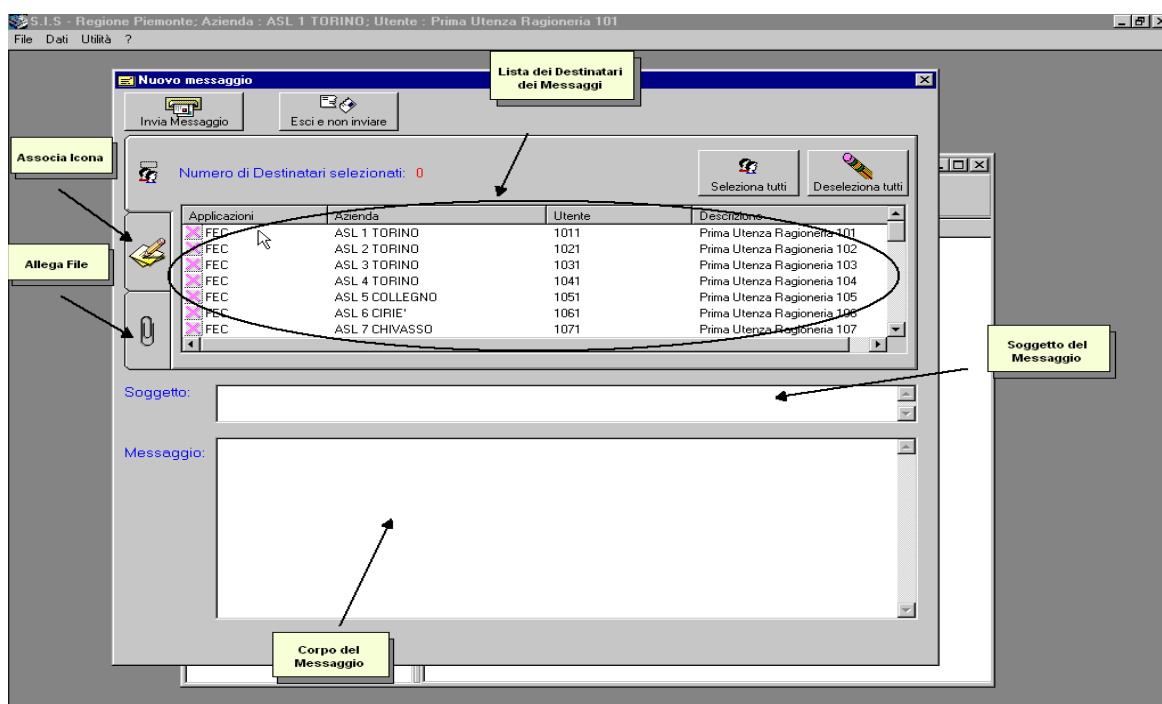 S.I.S - Regione Piemonte; Azienda : ASL 1 TORINO; Utente : Prima Utenza Ragioneria 101
File Dati Utilità ?
Lista dei Destinatari
dei Messaggi
Nuovo messaggio
Invia Messaggio
Esci e non inviare
Associa Icona
Numero di Destinatari selezionati: 0
Seleziona tutti
Deseleziona tutti
Applicazioni Azienda Utente Descrizione
FEC ASL 1 TORINO 1011 Prima Utenza Ragioneria 101
FEC ASL 2 TORINO 1021 Prima Utenza Ragioneria 102
FEC ASL 3 TORINO 1031 Prima Utenza Ragioneria 103
FEC ASL 4 TORINO 1041 Prima Utenza Ragioneria 104
FEC ASL 5 COLLEGNO 1051 Prima Utenza Ragioneria 105
FEC ASL 6 CIRIE' 1061 Prima Utenza Ragioneria 106
FEC ASL 7 CHIVASSO 1071 Prima Utenza Ragioneria 107
Allega File
Soggetto del
Messaggio
Soggetto:
Messaggio:
Corpo del
Messaggio